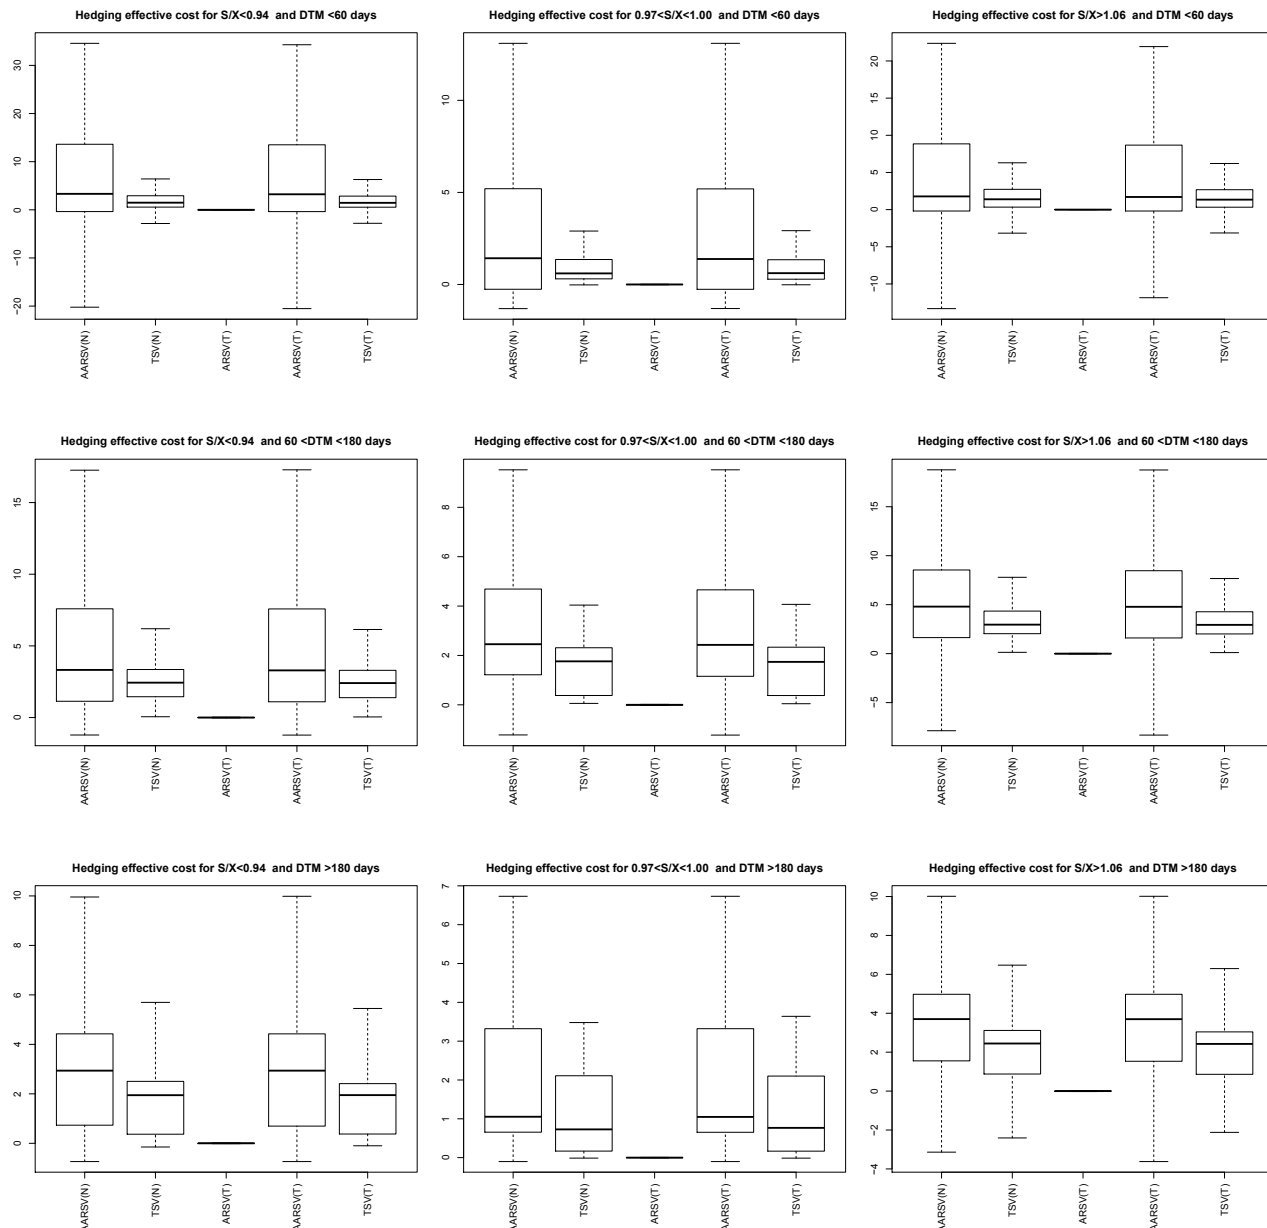 Hedging effective cost for S/X<0.94 and DTM <60 days
30
20
10
0
−10
−20
AARSV(N)
TSV(N)
ARSV(T)
AARSV(T)
TSV(T)
Hedging effective cost for 0.97<S/X<1.00 and DTM <60 days
10
5
0
AARSV(N)
TSV(N)
ARSV(T)
AARSV(T)
TSV(T)
Hedging effective cost for S/X>1.06 and DTM <60 days
20
15
10
5
0
−5
−10
AARSV(N)
TSV(N)
ARSV(T)
AARSV(T)
TSV(T)
Hedging effective cost for S/X<0.94 and 60 <DTM <180 days
15
10
5
0
AARSV(N)
TSV(N)
ARSV(T)
AARSV(T)
TSV(T)
Hedging effective cost for 0.97<S/X<1.00 and 60 <DTM <180 days
8
6
4
2
0
AARSV(N)
TSV(N)
ARSV(T)
AARSV(T)
TSV(T)
Hedging effective cost for S/X>1.06 and 60 <DTM <180 days
15
10
5
0
−5
AARSV(N)
TSV(N)
ARSV(T)
AARSV(T)
TSV(T)
Hedging effective cost for S/X<0.94 and DTM >180 days
10
8
6
4
2
0
AARSV(N)
TSV(N)
ARSV(T)
AARSV(T)
TSV(T)
Hedging effective cost for 0.97<S/X<1.00 and DTM >180 days
7
6
5
4
3
2
1
0
AARSV(N)
TSV(N)
ARSV(T)
AARSV(T)
TSV(T)
Hedging effective cost for S/X>1.06 and DTM >180 days
10
8
6
4
2
0
−2
−4
AARSV(N)
TSV(N)
ARSV(T)
AARSV(T)
TSV(T)